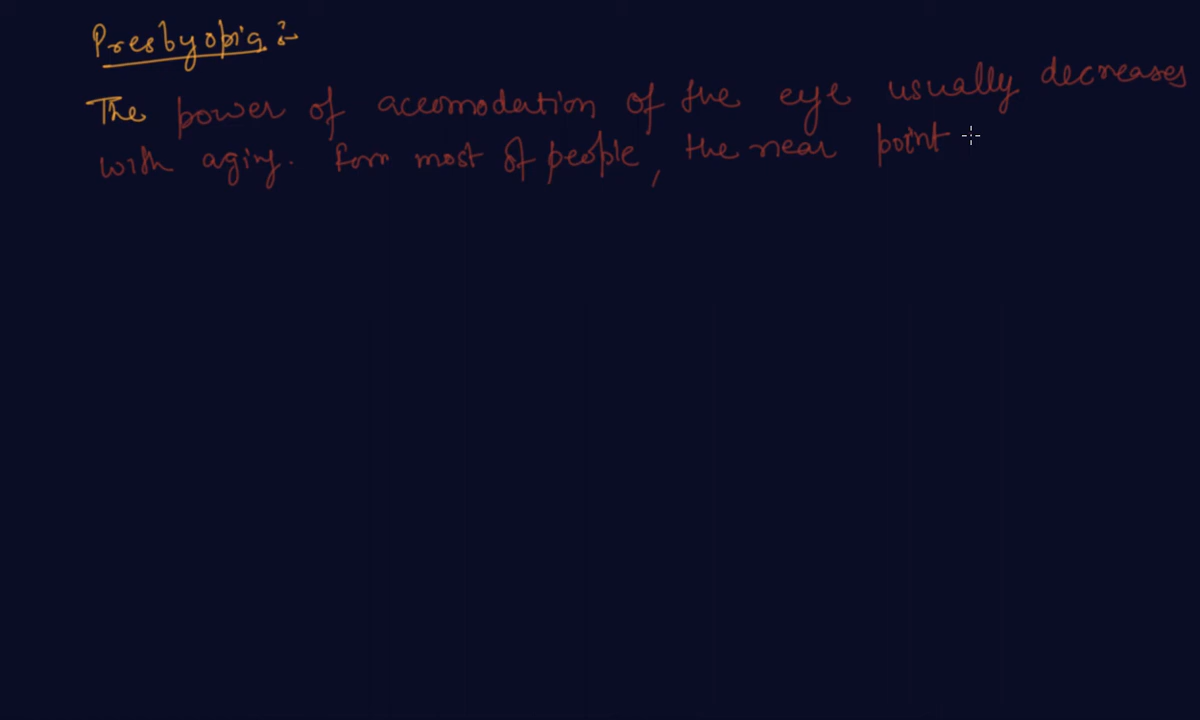 Presbyopia :-
The power of accomodation of the eye usually decreases
with aging. For most of people, the near point